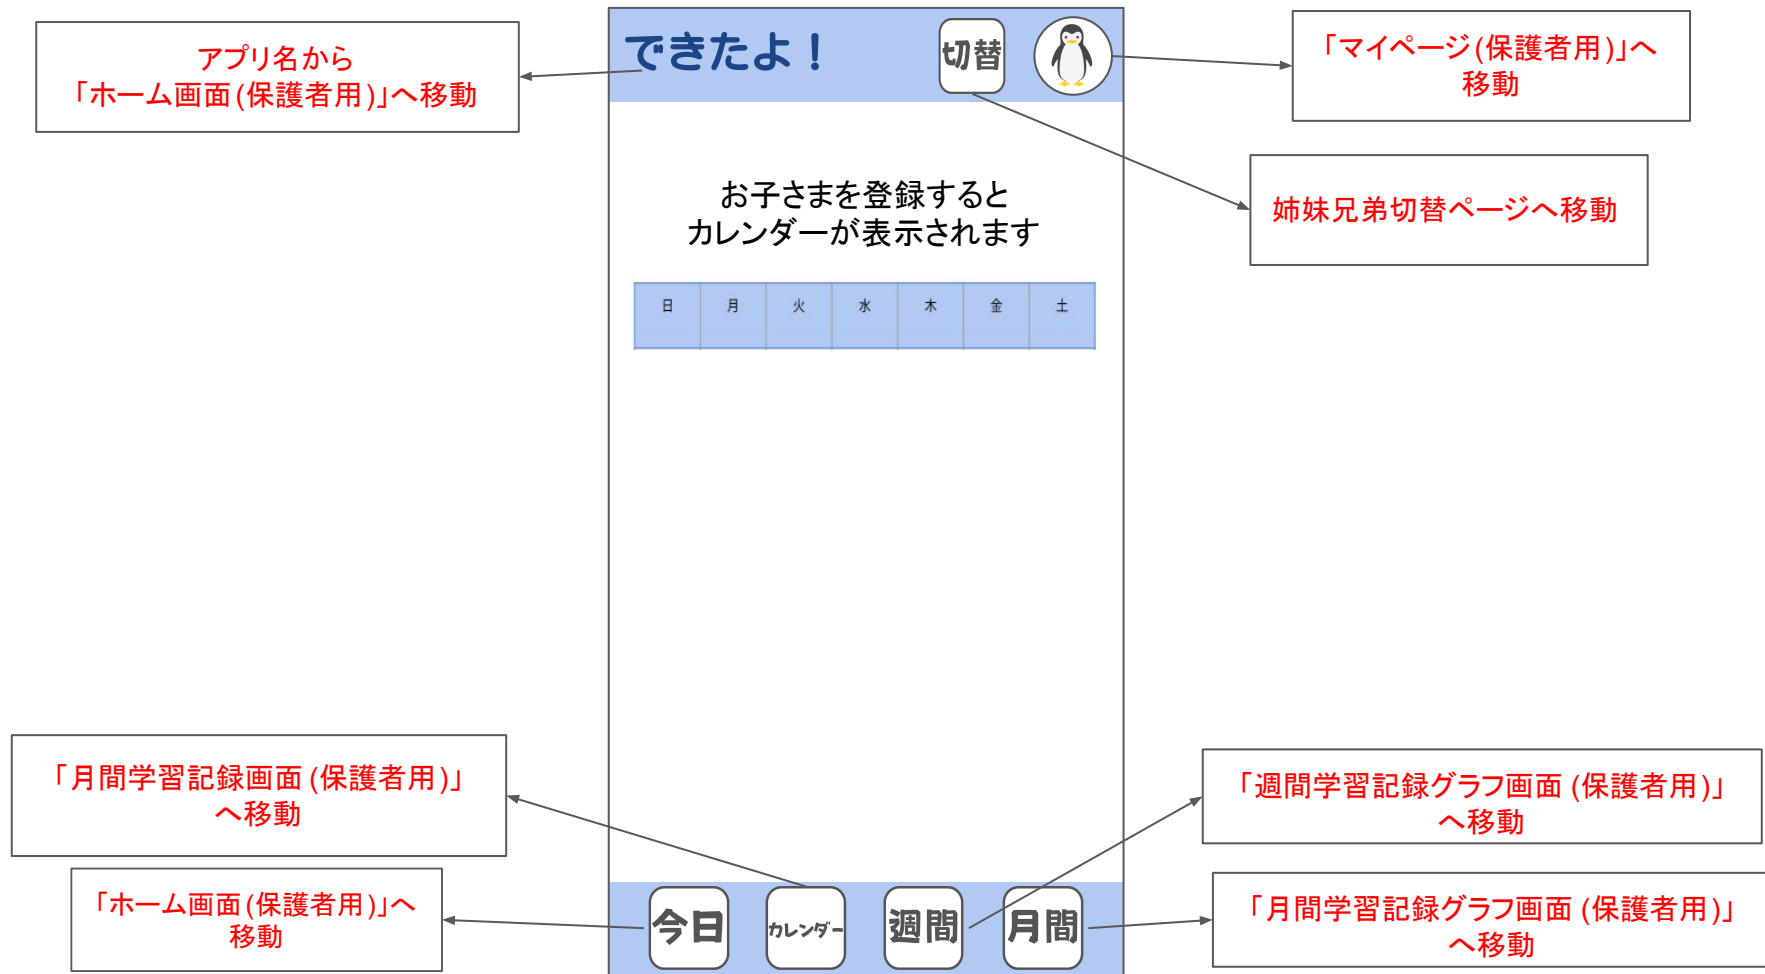 アプリ名から
「ホーム画面(保護者用)」へ移動
できたよ！
切替
「マイページ(保護者用)」へ
移動
姉妹兄弟切替ページへ移動
お子さまを登録すると
カレンダーが表示されます
日 月 火 水 木 金 土
「月間学習記録画面(保護者用)」
へ移動
「週間学習記録グラフ画面(保護者用)」
へ移動
「ホーム画面(保護者用)」へ
移動
今日
カレンダー
週間
月間
「月間学習記録グラフ画面(保護者用)」
へ移動